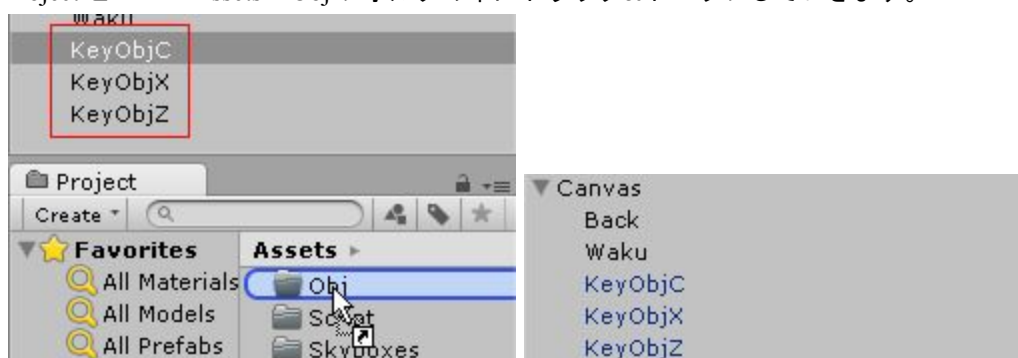 Waku
KeyObjC
KeyObjX
KeyObjZ
Project
Create
Favorites
Assets
All Materials
Obj
All Models
All Prefabs
Skyboxes
Canvas
Back
Waku
KeyObjC
KeyObjX
KeyObjZ